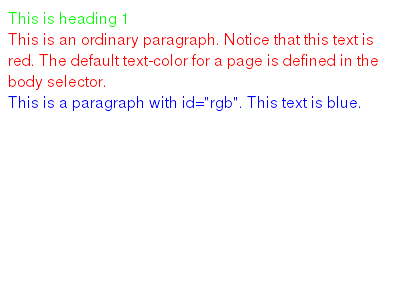 This is heading 1
This is an ordinary paragraph. Notice that this text is
red. The default text-color for a page is defined in the
body selector.
This is a paragraph with id="rgb". This text is blue.